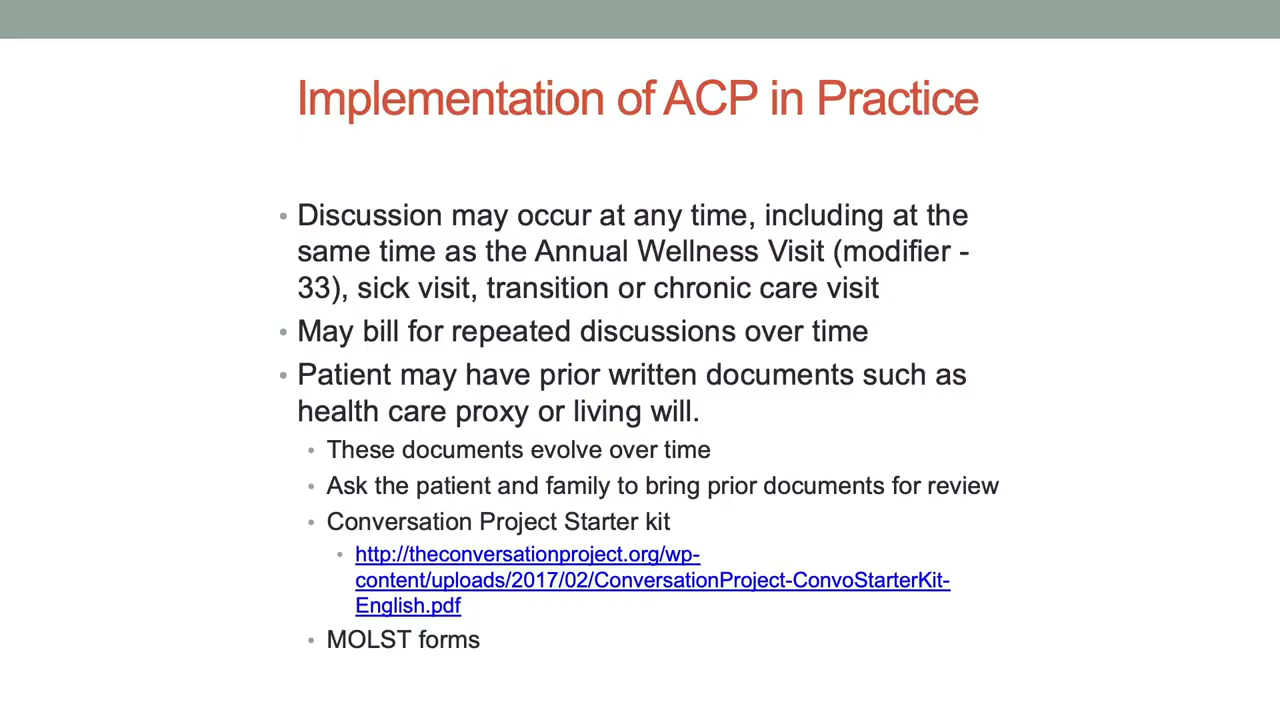 Implementation of ACP in Practice
• Discussion may occur at any time, including at the
same time as the Annual Wellness Visit (modifier -
33), sick visit, transition or chronic care visit
• May bill for repeated discussions over time
• Patient may have prior written documents such as
health care proxy or living will.
• These documents evolve over time
• Ask the patient and family to bring prior documents for review
• Conversation Project Starter kit
• http://theconversationproject.org/wp-
content/uploads/2017/02/ConversationProject-ConvoStarterKit-
English.pdf
• MOLST forms